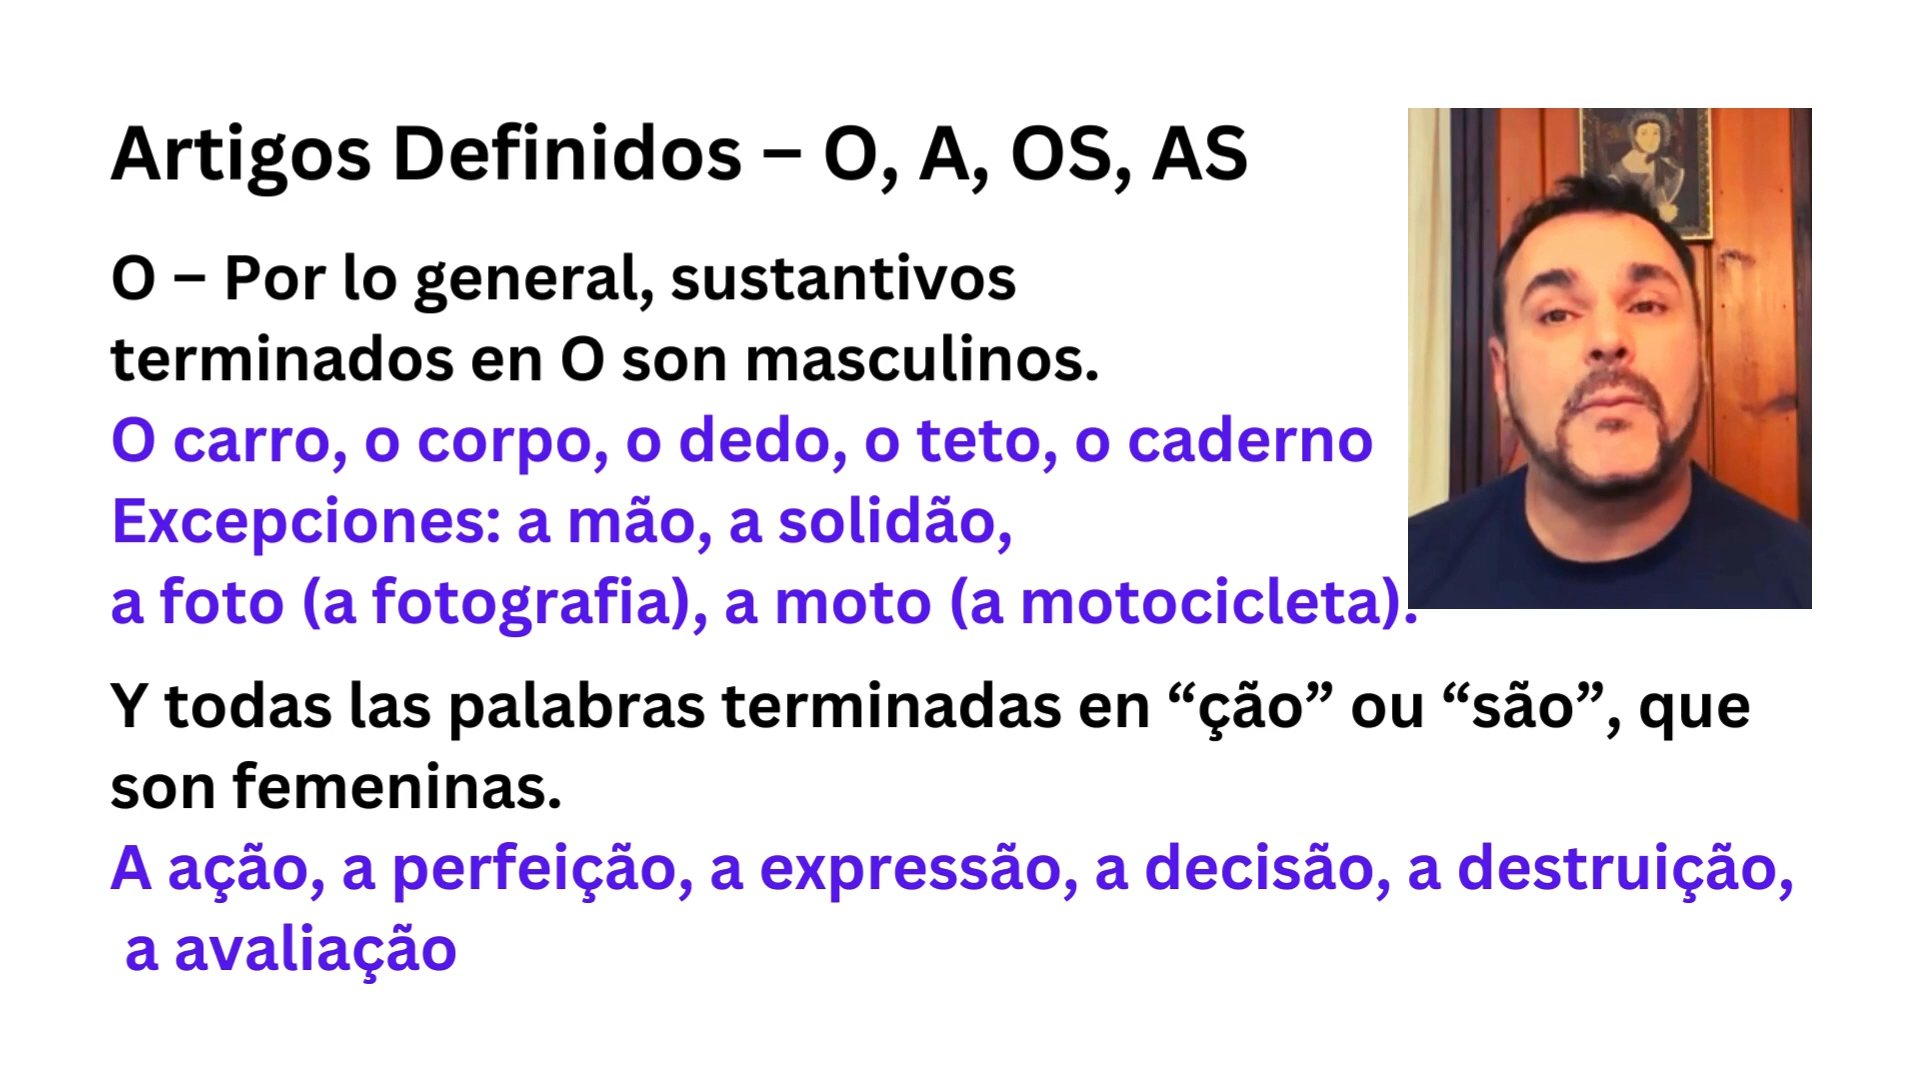 Artigos Definidos – O, A, OS, AS
O – Por lo general, sustantivos
terminados en O son masculinos.
O carro, o corpo, o dedo, o teto, o caderno
Excepciones: a mão, a solidão,
a foto (a fotografia), a moto (a motocicleta).
Y todas las palabras terminadas en “ção” ou “são”, que
son femeninas.
A ação, a perfeição, a expressão, a decisão, a destruição,
a avaliação